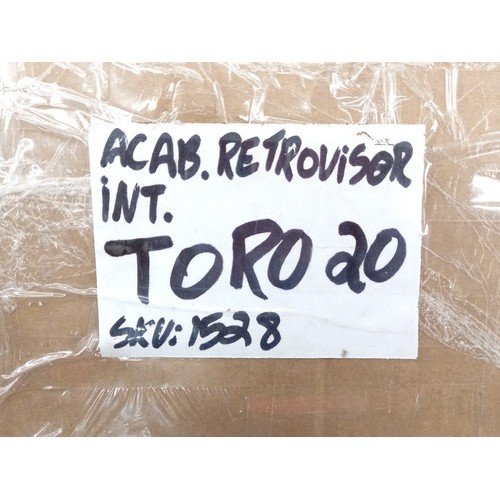 ACAB. RETROVISOR
INT.
TORO 20
SKU: 1528